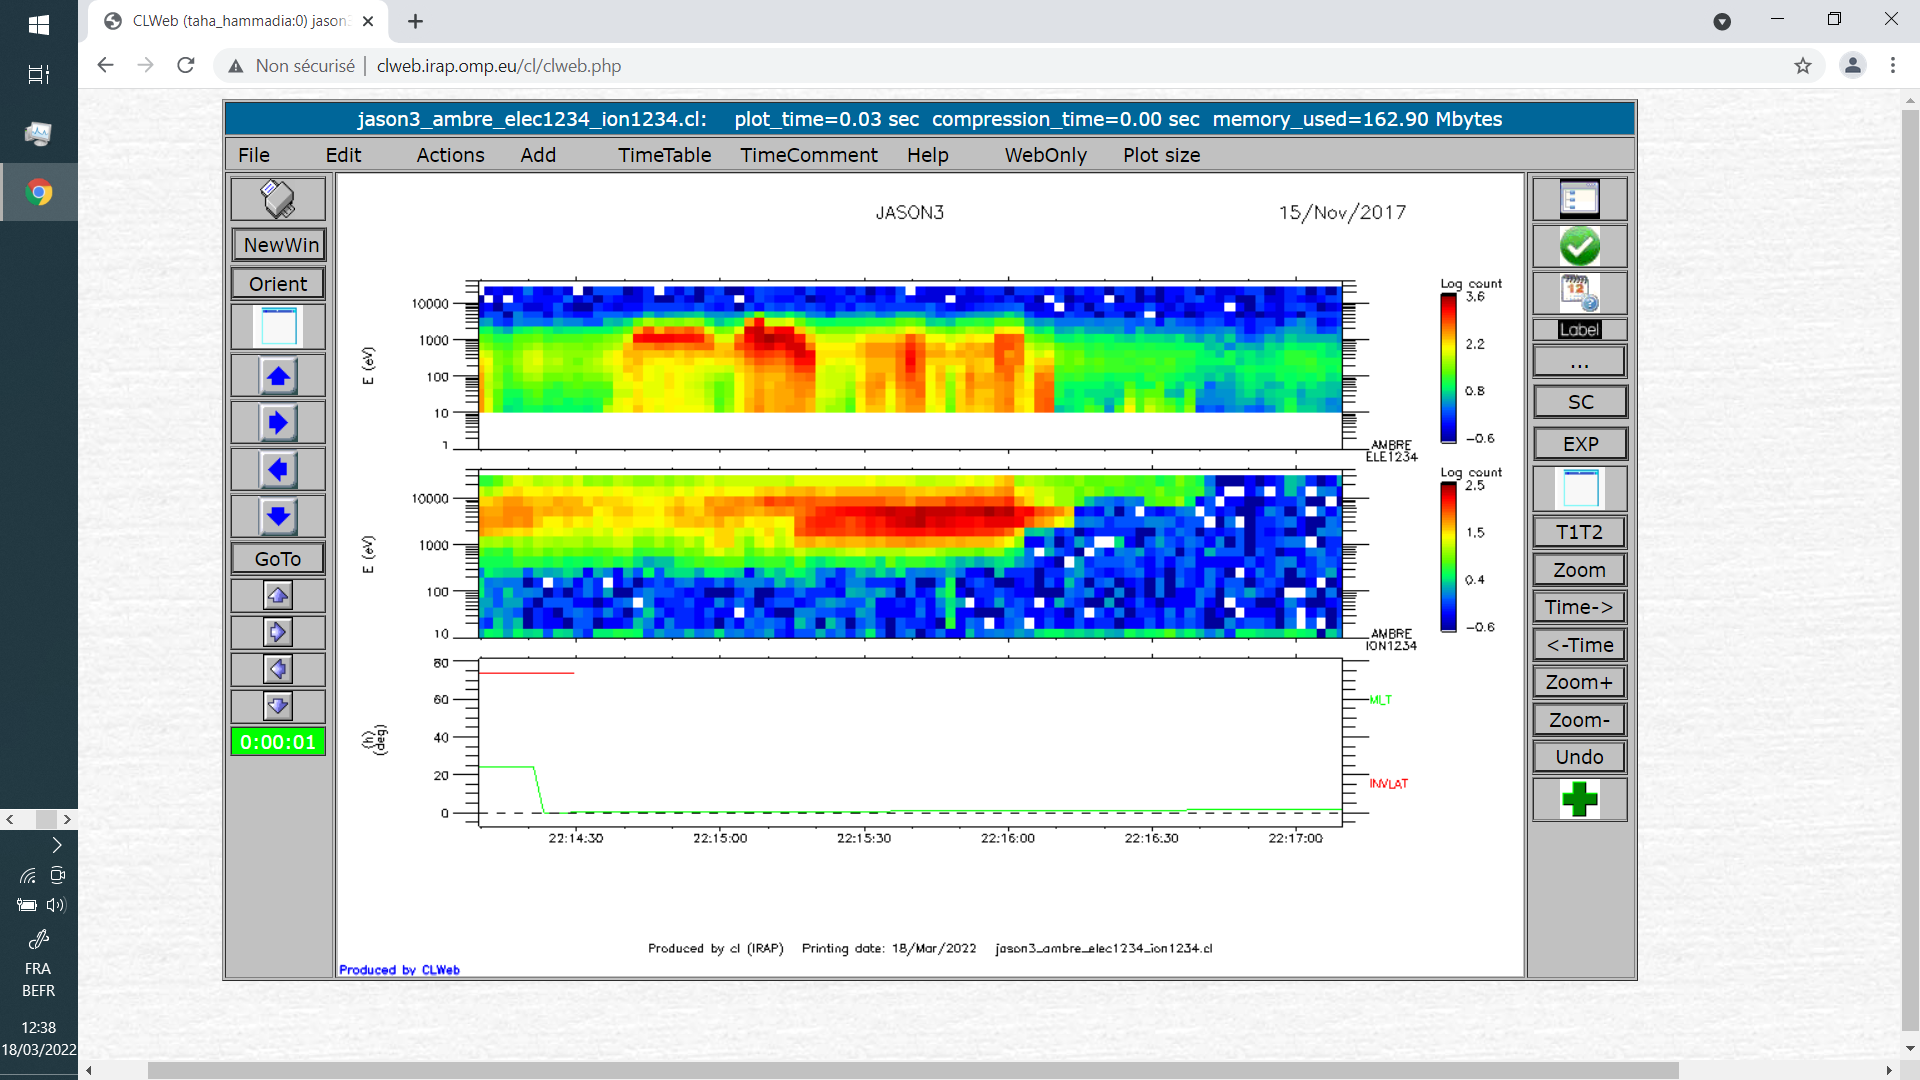 CLWeb (taha_hammadia:0) jason3
Non sécurisé | clweb.irap.omp.eu/cl/clweb.php
jason3_ambre_elec1234_ion1234.cl: plot_time=0.03 sec compression_time=0.00 sec memory_used=162.90 Mbytes
File Edit Actions Add TimeTable TimeComment Help WebOnly Plot size
NewWin
Orient
GoTo
0:00:01
JASON3 15/Nov/2017
10000
1000
100
10
1
E (eV)
AMBRE
ELE1234
Log count
3.6
2.2
0.8
-0.6
10000
1000
100
10
E (eV)
AMBRE
ION1234
Log count
2.5
1.5
0.4
-0.6
80
60
40
20
0
(h)
(deg)
MLT
INVLAT
22:14:30 22:15:00 22:15:30 22:16:00 22:16:30 22:17:00
Produced by cl (IRAP) Printing date: 18/Mar/2022 jason3_ambre_elec1234_ion1234.cl
Produced by CLWeb
12
Label
...
SC
EXP
T1T2
Zoom
Time->
<-Time
Zoom+
Zoom-
Undo
FRA
BEFR
12:38
18/03/2022